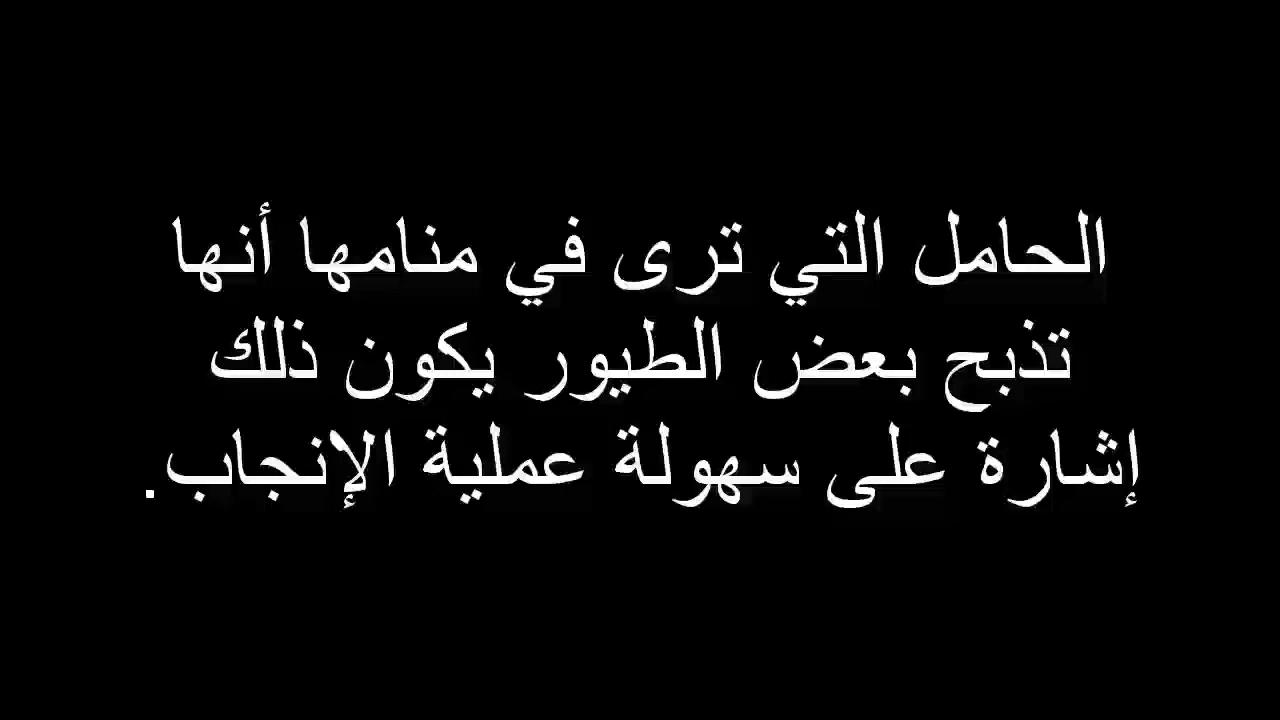 الحامل التي ترى في منامها أنها
تذبح بعض الطيور يكون ذلك
إشارة على سهولة عملية الإنجاب.